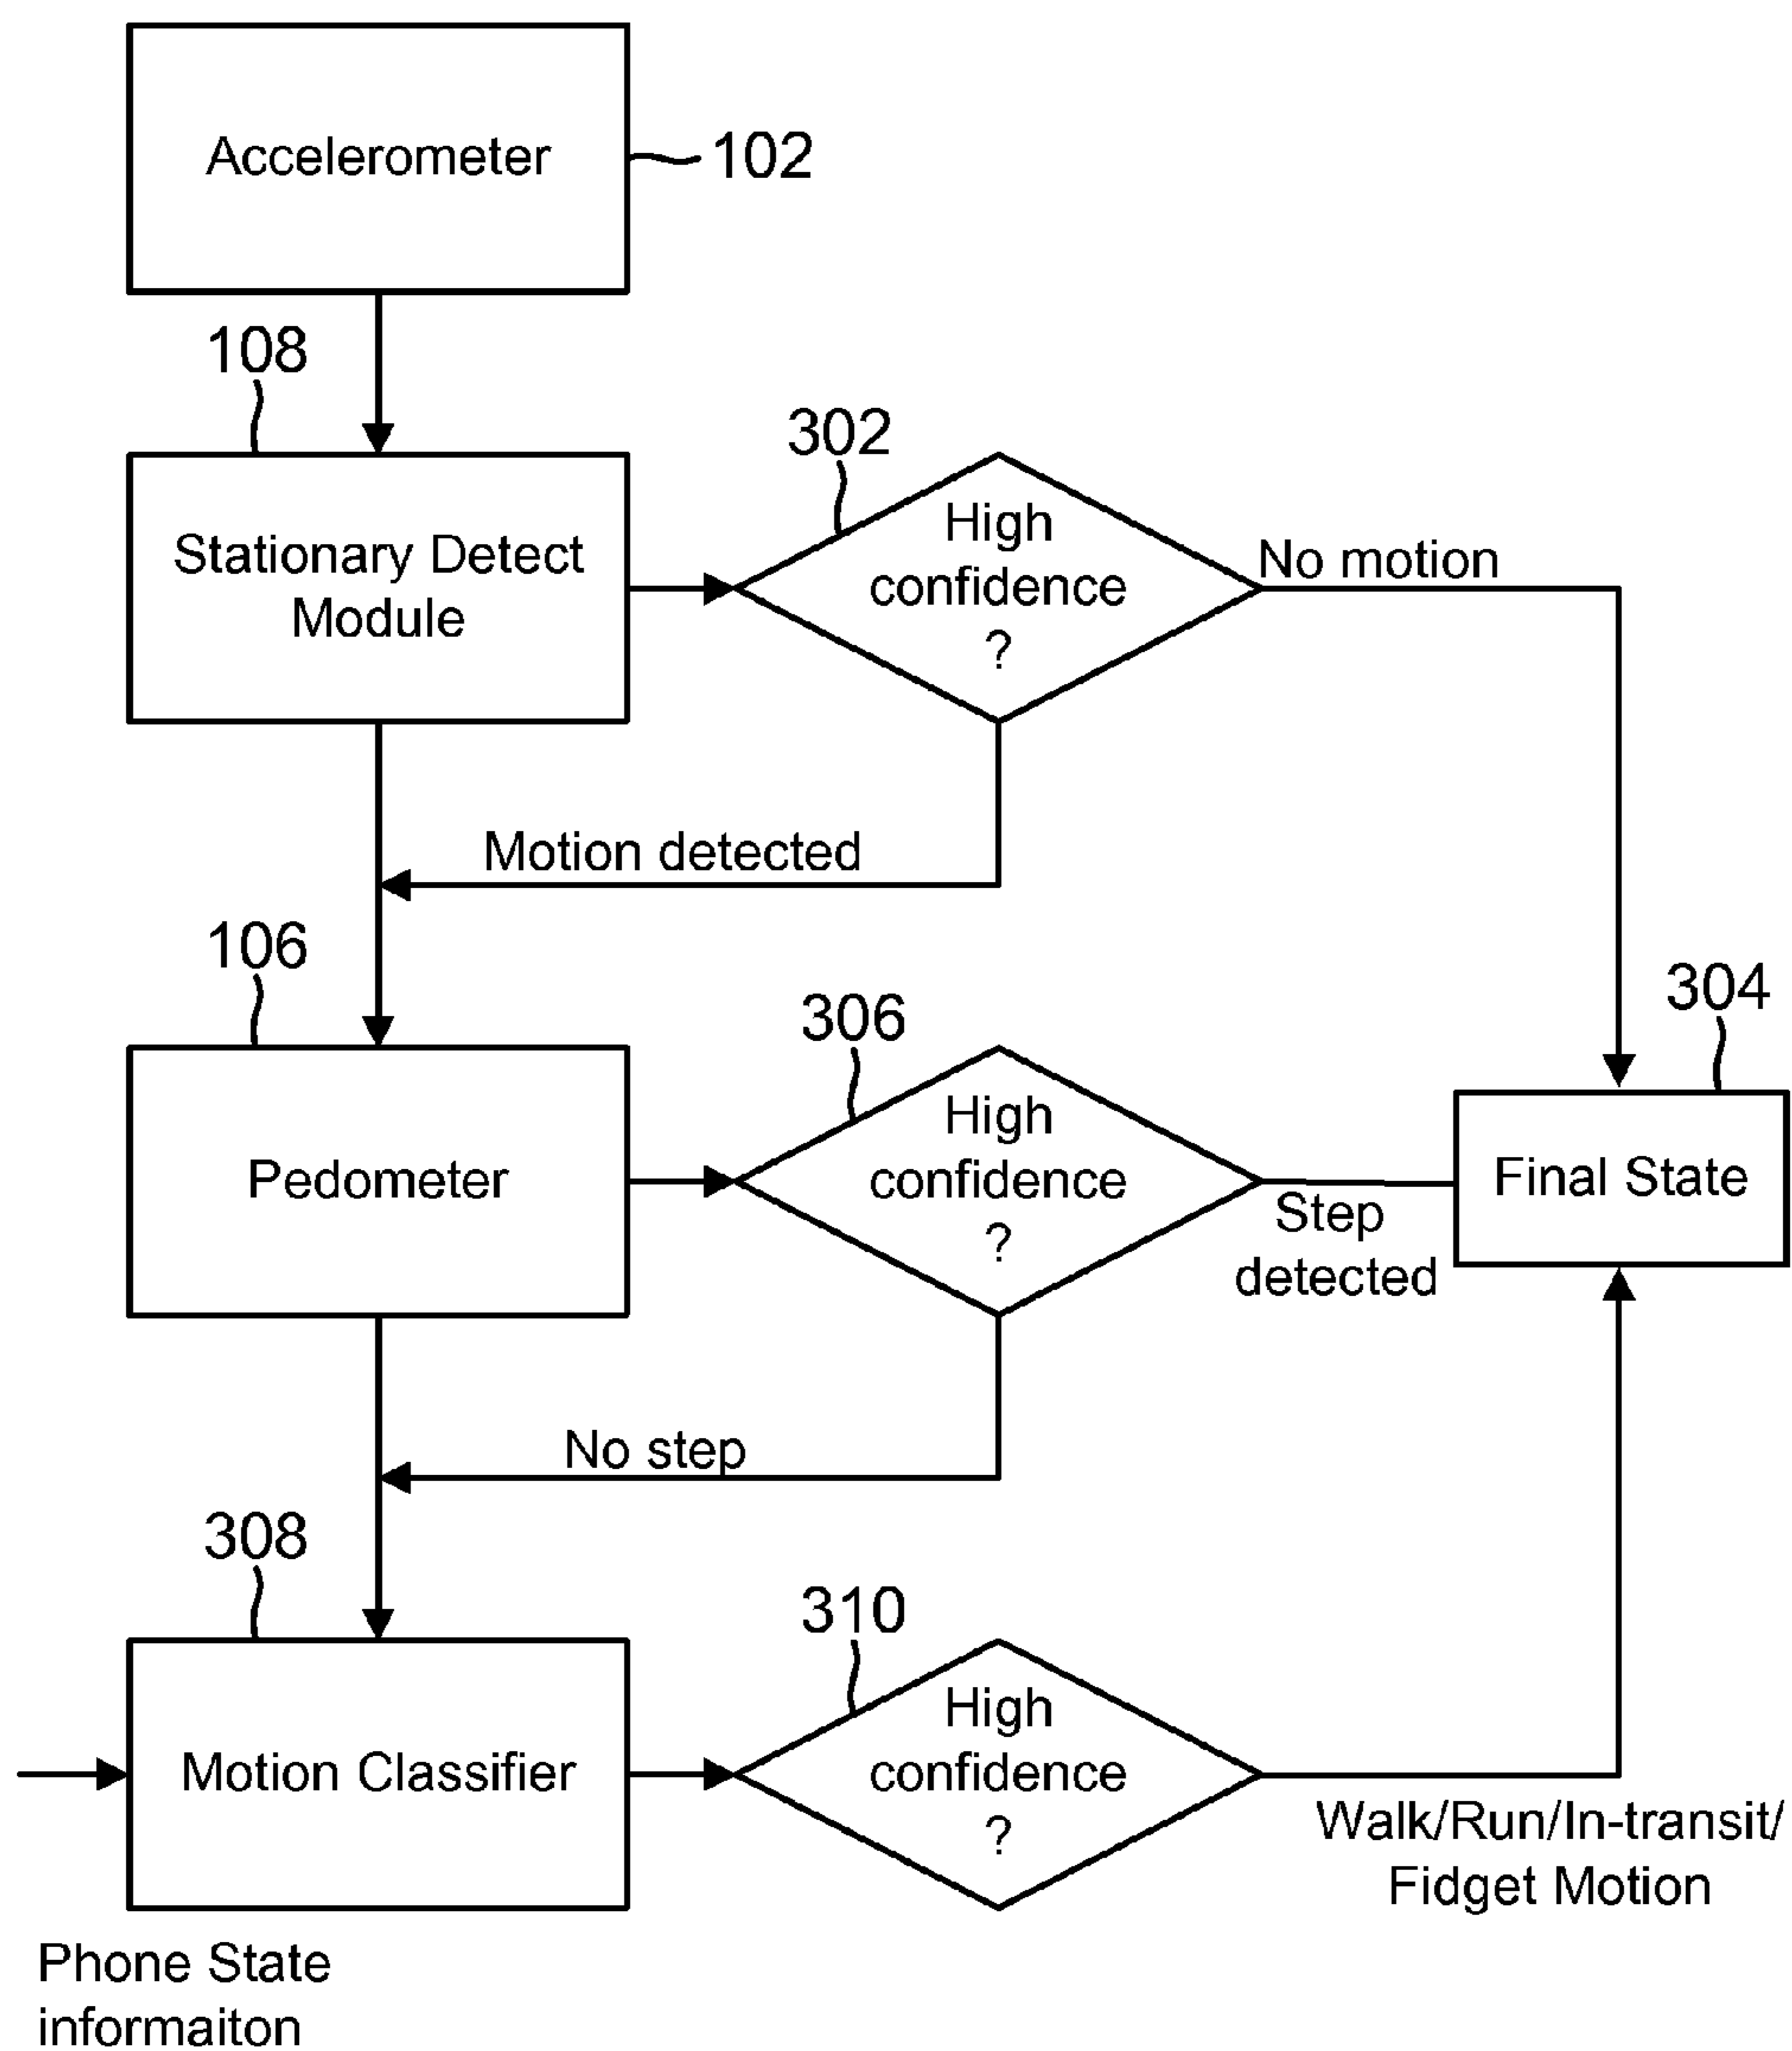 Accelerometer
102
108
302
Stationary Detect
Module
High
confidence
?
No motion
Motion detected
106
306
304
Pedometer
High
confidence
?
Step
detected
Final State
No step
308
310
Motion Classifier
High
confidence
?
Walk/Run/In-transit/
Fidget Motion
Phone State
informaiton